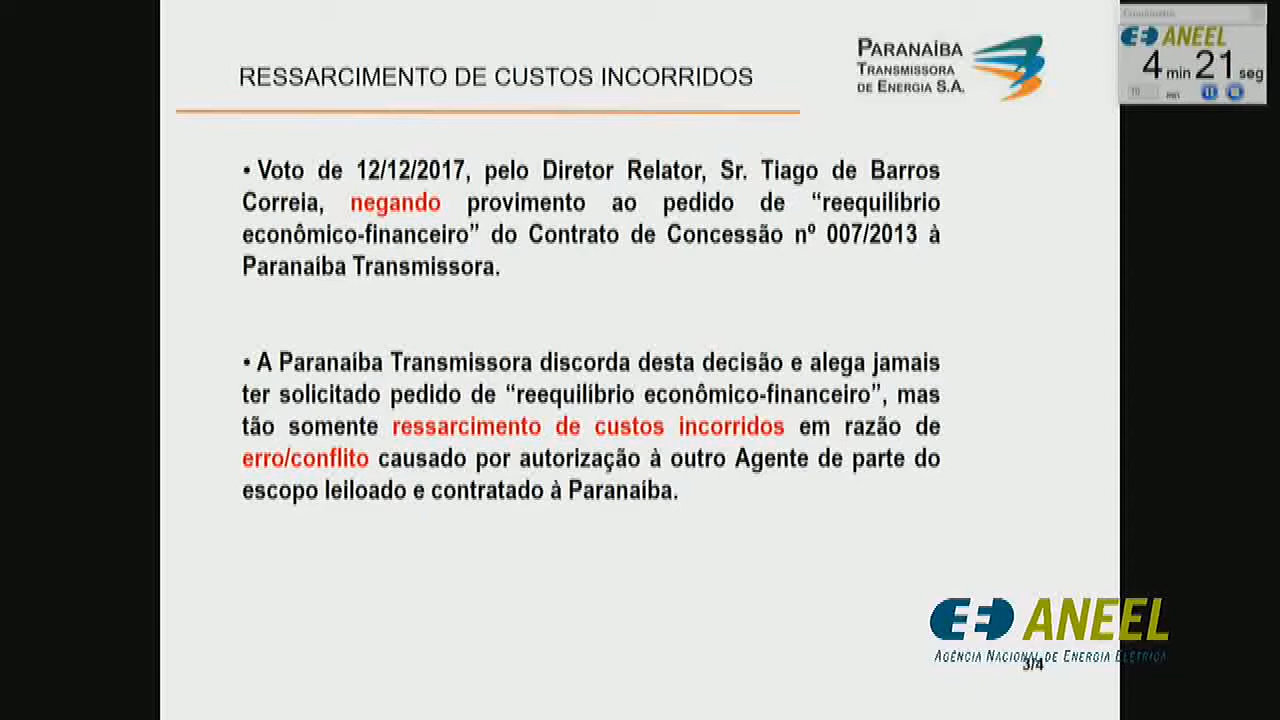 RESSARCIMENTO DE CUSTOS INCORRIDOS
PARANAÍBA
TRANSMISSORA
DE ENERGIA S.A.
ANEEL
4 min 21 seg
10 min
• Voto de 12/12/2017, pelo Diretor Relator, Sr. Tiago de Barros
Correia, negando provimento ao pedido de “reequilíbrio
econômico-financeiro” do Contrato de Concessão nº 007/2013 à
Paranaíba Transmissora.
• A Paranaíba Transmissora discorda desta decisão e alega jamais
ter solicitado pedido de “reequilíbrio econômico-financeiro”, mas
tão somente ressarcimento de custos incorridos em razão de
erro/conflito causado por autorização à outro Agente de parte do
escopo leiloado e contratado à Paranaíba.
ANEEL
AGÊNCIA NACIONAL DE ENERGIA ELÉTRICA
3/4